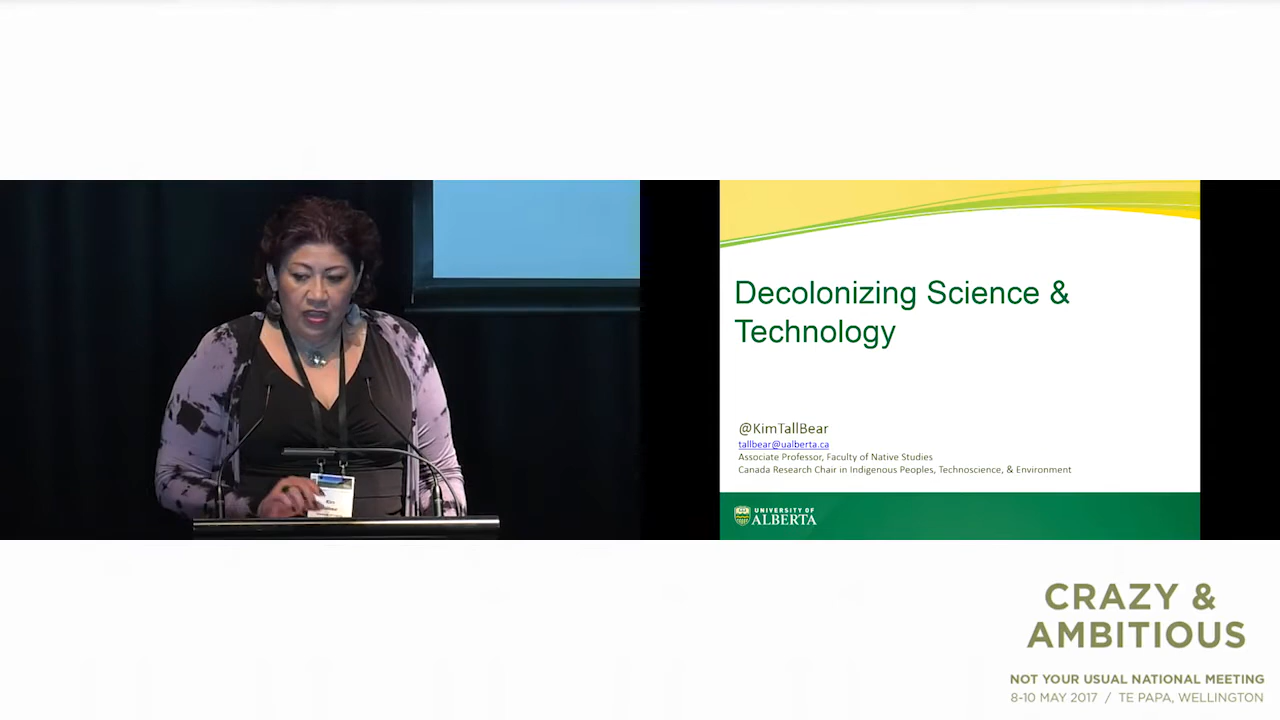 Decolonizing Science &
Technology
@KimTallBear
tallbear@ualberta.ca
Associate Professor, Faculty of Native Studies
Canada Research Chair in Indigenous Peoples, Technoscience, & Environment
UNIVERSITY OF
ALBERTA
CRAZY &
AMBITIOUS
NOT YOUR USUAL NATIONAL MEETING
8-10 MAY 2017 / TE PAPA, WELLINGTON